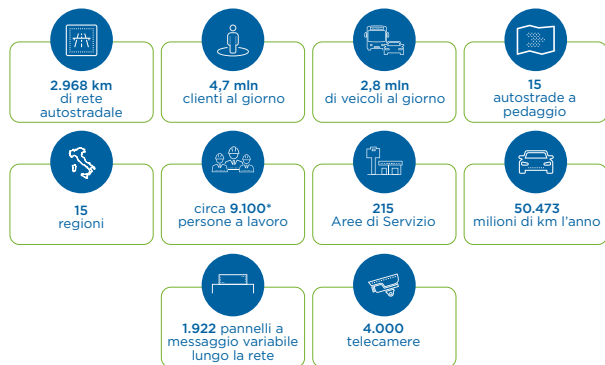 2.968 km
di rete
autostradale
4,7 mln
clienti al giorno
2,8 mln
di veicoli al giorno
15
autostrade a
pedaggio
15
regioni
circa 9.100*
persone a lavoro
215
Aree di Servizio
50.473
milioni di km l'anno
1.922 pannelli a
messaggio variabile
lungo la rete
4.000
telecamere